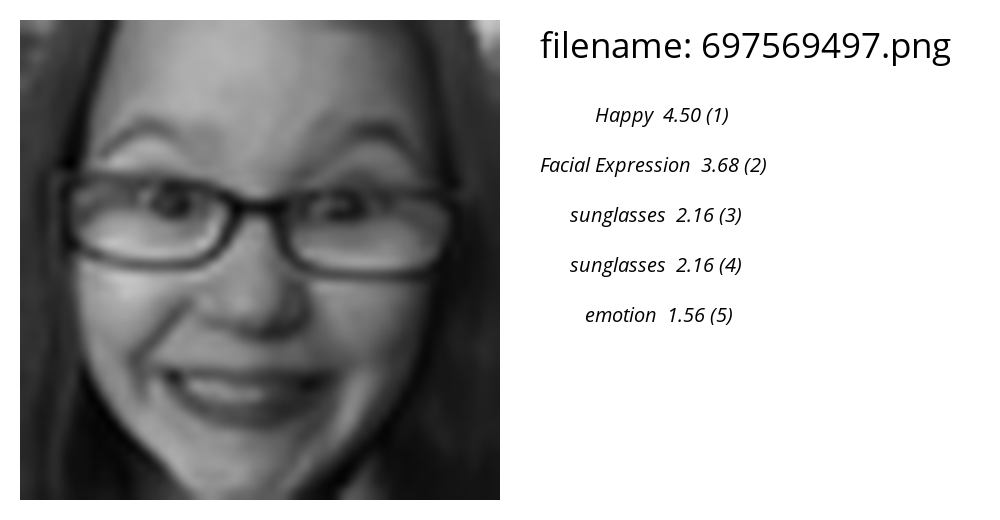 filename: 697569497.png
Happy 4.50 (1)
Facial Expression 3.68 (2)
sunglasses 2.16 (3)
sunglasses 2.16 (4)
emotion 1.56 (5)